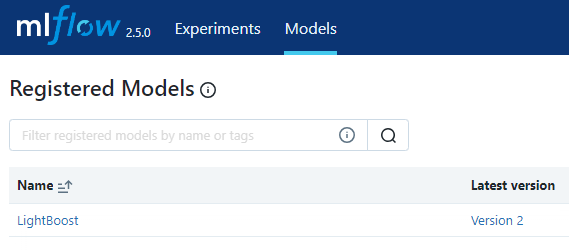 mlflow 2.5.0 Experiments Models
Registered Models
Filter registered models by name or tags
Name Latest version
LightBoost Version 2